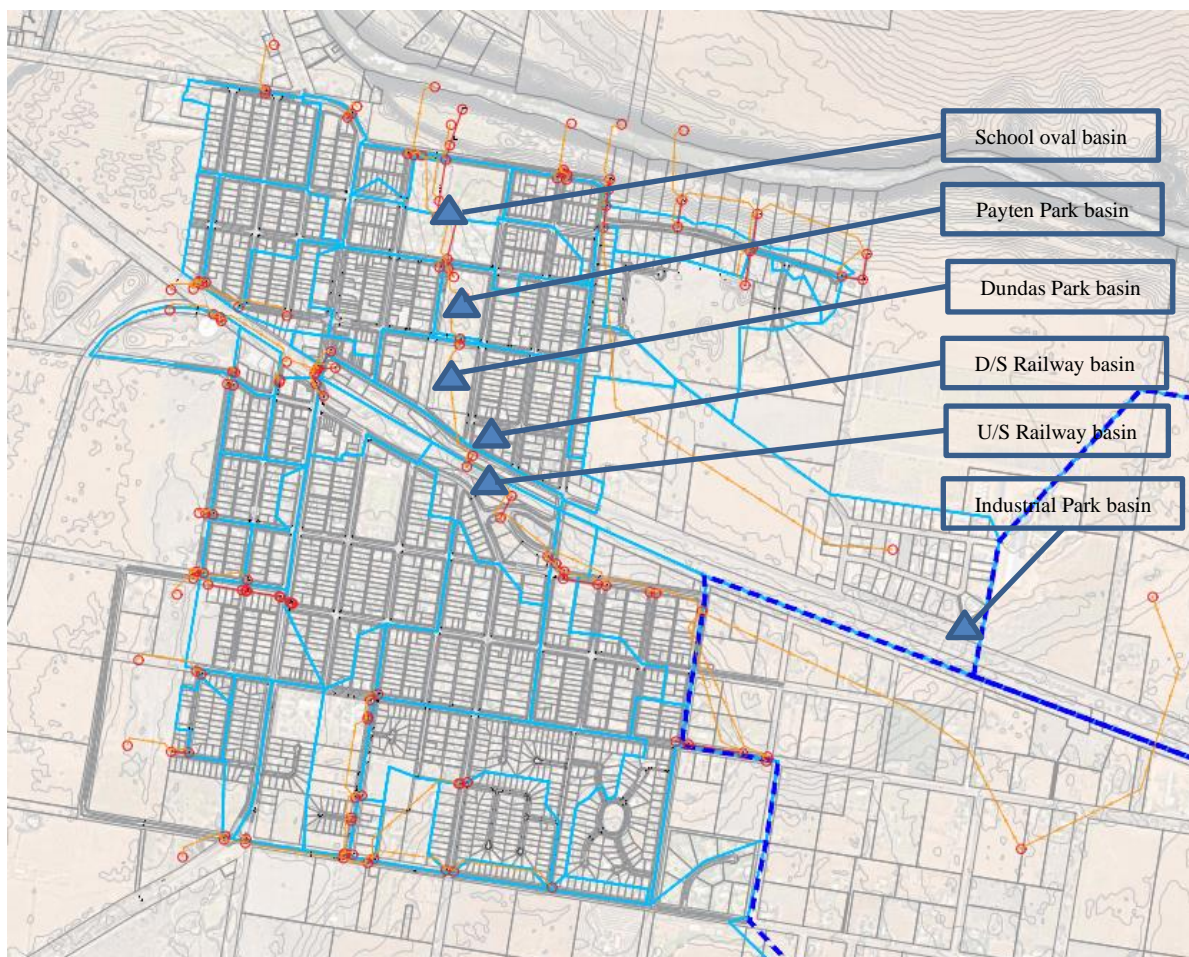 School oval basin
Payten Park basin
Dundas Park basin
D/S Railway basin
U/S Railway basin
Industrial Park basin